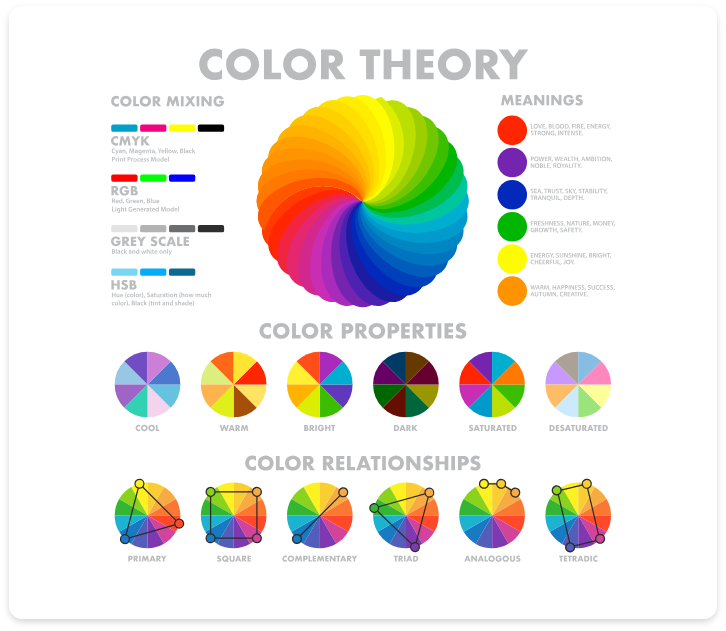 COLOR THEORY
COLOR MIXING
CMYK
Cyan, Magenta, Yellow, Black
Print Process Model
RGB
Red, Green, Blue
Light Generated Model
GREY SCALE
Black and white only
HSB
Hue (color), Saturation (how much
color), Black (tint and shade)
MEANINGS
LOVE, BLOOD, FIRE, ENERGY,
STRONG, INTENSE.
POWER, WEALTH, AMBITION,
NOBLE, ROYALITY.
SEA, TRUST, SKY, STABILITY,
TRANQUIL, DEPTH.
FRESHNESS, NATURE, MONEY,
GROWTH, SAFETY.
ENERGY, SUNSHINE, BRIGHT,
CHEERFUL, JOY.
WARM, HAPPINESS, SUCCESS,
AUTUMN, CREATIVE.
COLOR PROPERTIES
COOL
WARM
BRIGHT
DARK
SATURATED
DESATURATED
COLOR RELATIONSHIPS
PRIMARY
SQUARE
COMPLEMENTARY
TRIAD
ANALOGOUS
TETRADIC